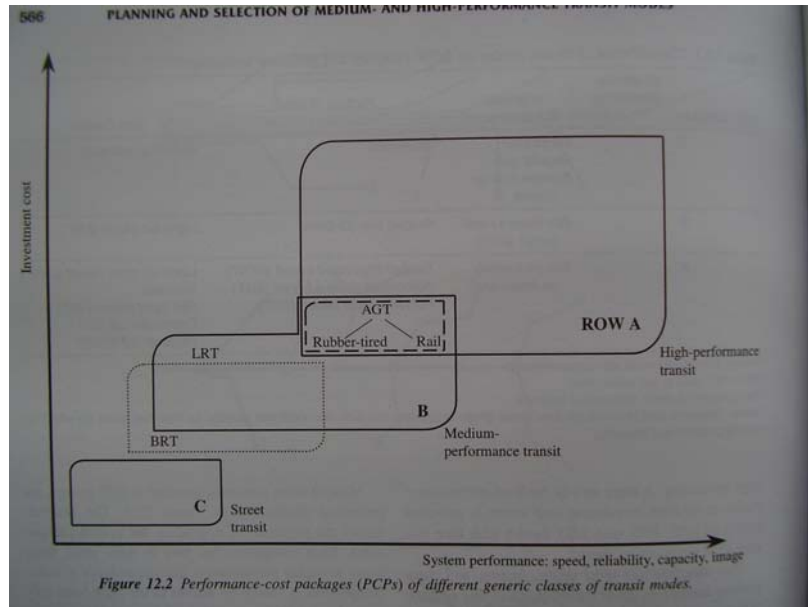 566
PLANNING AND SELECTION OF MEDIUM- AND HIGH-PERFORMANCE TRANSIT MODES
Investment cost
AGT
Rubber-tired Rail
ROW A
High-performance
transit
LRT
B
BRT
Medium-
performance transit
C
Street
transit
System performance: speed, reliability, capacity, image
Figure 12.2 Performance-cost packages (PCPs) of different generic classes of transit modes.